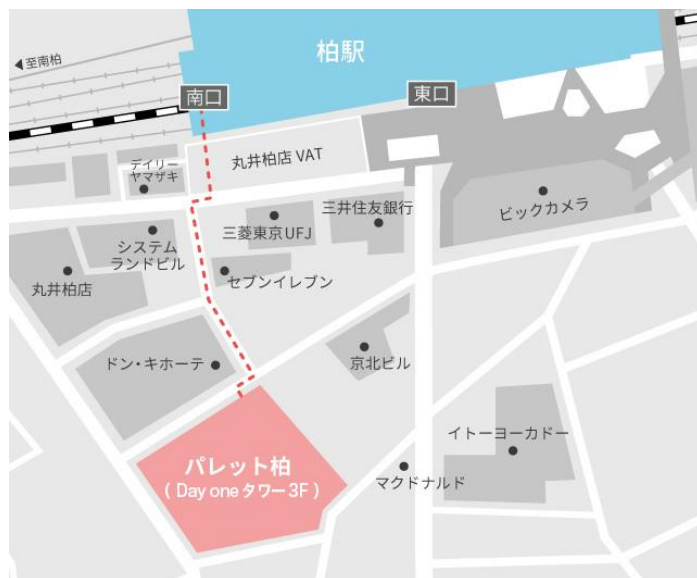 柏駅
◀至南柏
南口
東口
丸井柏店 VAT
デイリー
ヤマザキ
ビックカメラ
三井住友銀行
三菱東京UFJ
システム
ランドビル
セブンイレブン
丸井柏店
ドン・キホーテ
京北ビル
イトーヨーカドー
パレット柏
( Day one タワー 3F )
マクドナルド